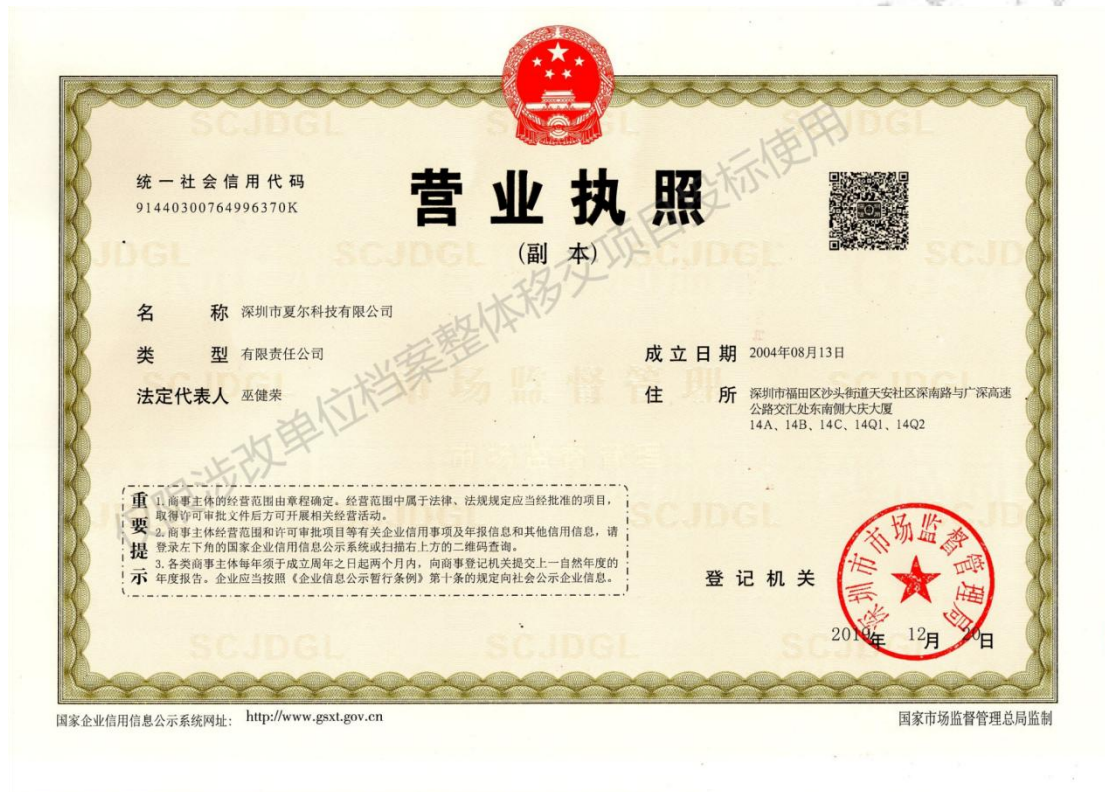 统一社会信用代码
91440300764996370K
营业执照
(副 本)
名 称 深圳市夏尔科技有限公司
类 型 有限责任公司
法定代表人 巫健荣
成立日期 2004年08月13日
住 所 深圳市福田区沙头街道天安社区深南路与广深高速
公路交汇处东南侧大庆大厦
14A、14B、14C、14Q1、14Q2
仅限涉改单位档案整体移交项目投标使用
重要提示
1.商事主体的经营范围由章程确定。经营范围中属于法律、法规规定应当经批准的项目，
取得许可审批文件后方可开展相关经营活动。
2.商事主体经营范围和许可审批项目等有关企业信用事项及年报信息和其他信用信息，请
登录左下角的国家企业信用信息公示系统或扫描右上方的二维码查询。
3.各类商事主体每年须于成立周年之日起两个月内，向商事登记机关提交上一自然年度的
年度报告。企业应当按照《企业信息公示暂行条例》第十条的规定向社会公示企业信息。
登记机关
深圳市市场监督管理局
年 12月 20日
SCJDGL
市场监督管理
国家企业信用信息公示系统网址： http://www.gsxt.gov.cn
国家市场监督管理总局监制